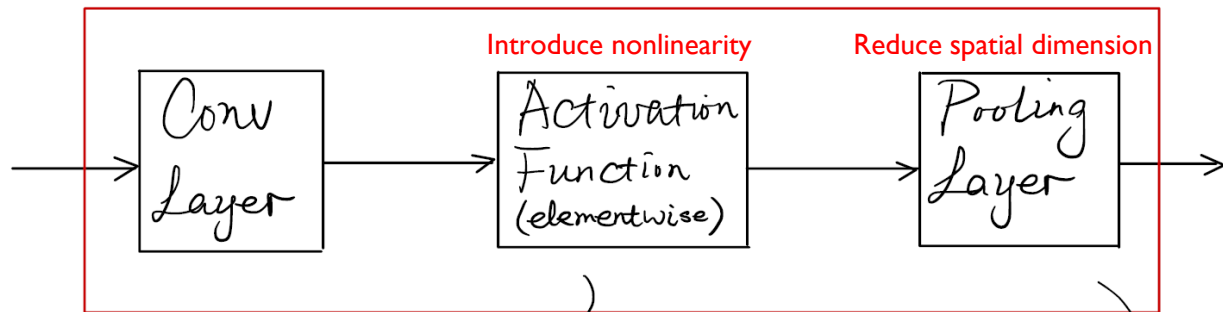 Introduce nonlinearity
Reduce spatial dimension
Conv
Layer
Activation
Function
(elementwise)
Pooling
Layer